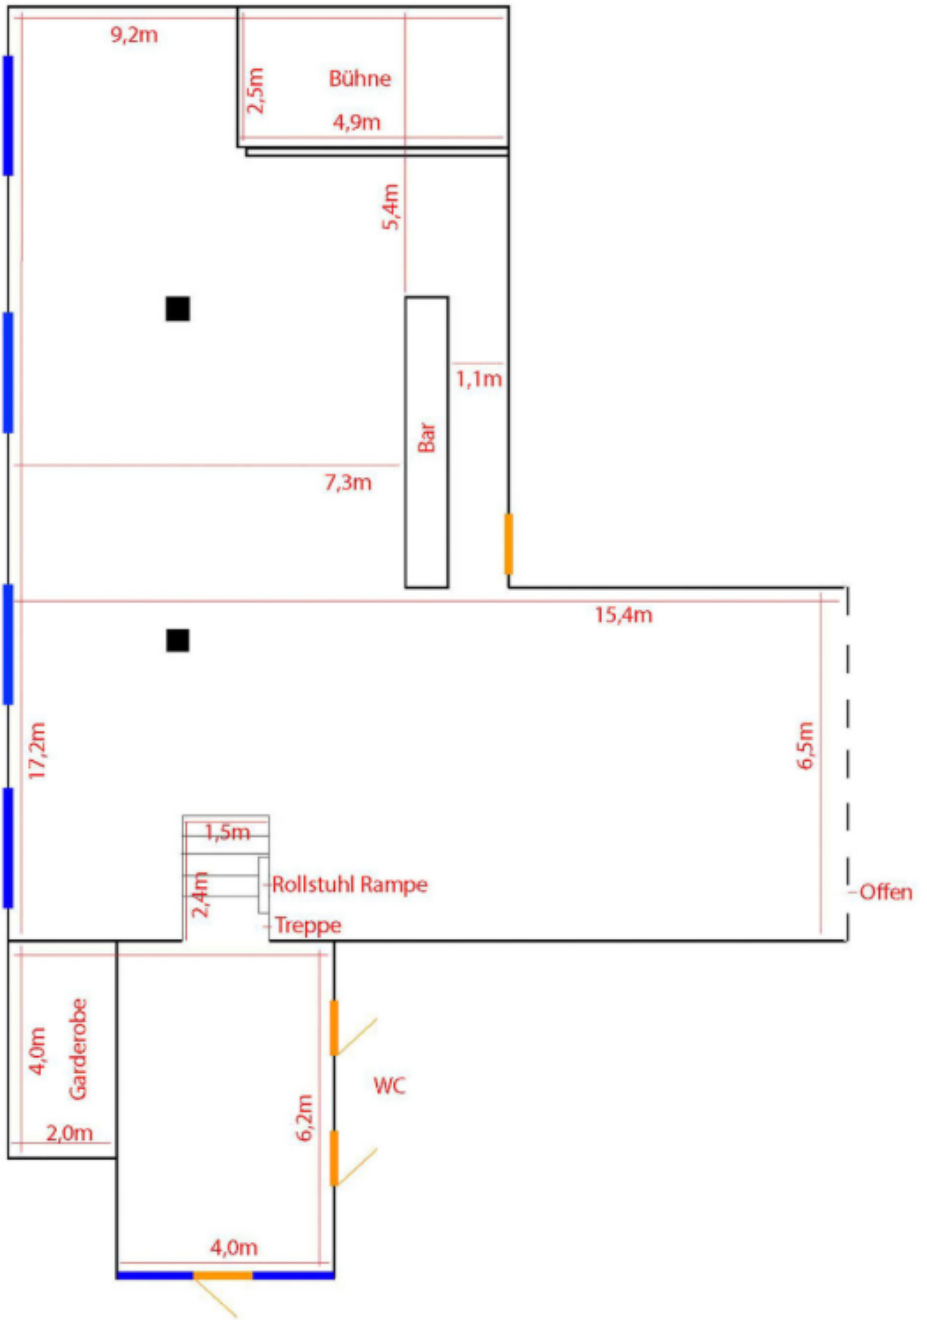 9,2m
2,5m
Bühne
4,9m
5,4m
1,1m
Bar
7,3m
15,4m
17,2m
6,5m
1,5m
2,4m
Rollstuhl Rampe
Offen
Treppe
4,0m
Garderobe
WC
6,2m
2,0m
4,0m